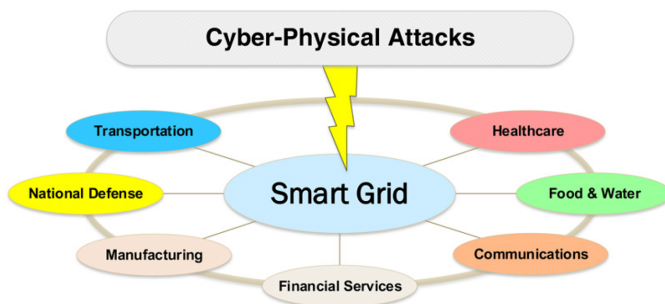 Cyber-Physical Attacks
Transportation
Healthcare
National Defense
Smart Grid
Food & Water
Manufacturing
Communications
Financial Services